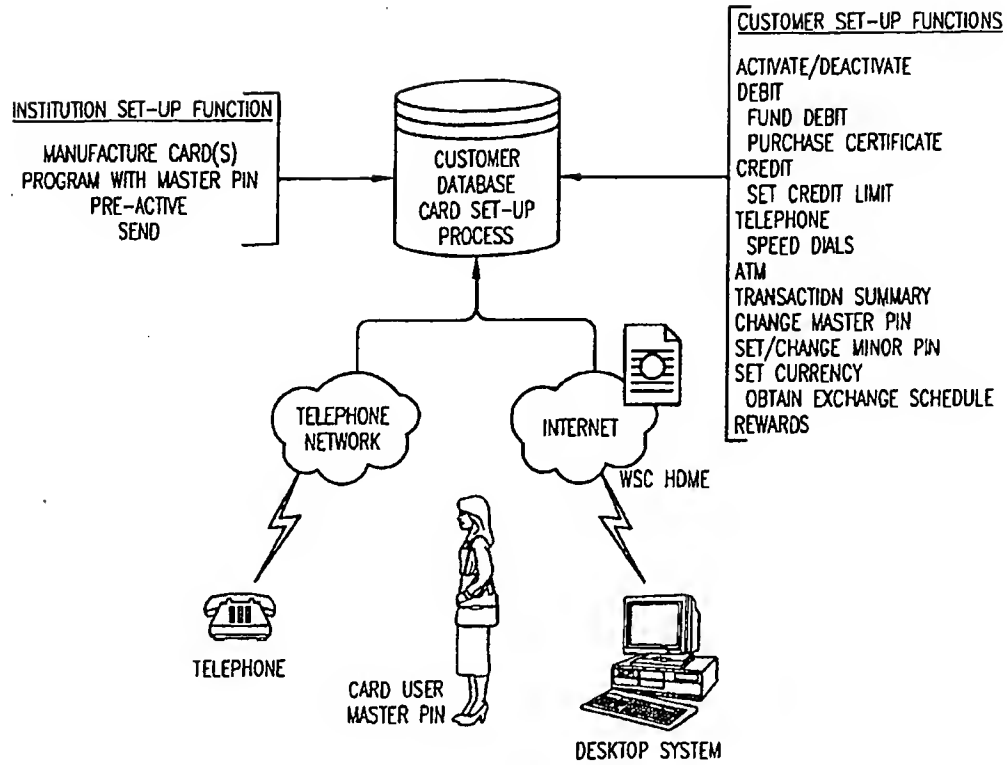 INSTITUTION SET-UP FUNCTION
MANUFACTURE CARD(S)
PROGRAM WITH MASTER PIN
PRE-ACTIVE
SEND
CUSTOMER
DATABASE
CARD SET-UP
PROCESS
CUSTOMER SET-UP FUNCTIONS
ACTIVATE/DEACTIVATE
DEBIT
FUND DEBIT
PURCHASE CERTIFICATE
CREDIT
SET CREDIT LIMIT
TELEPHONE
SPEED DIALS
ATM
TRANSACTION SUMMARY
CHANGE MASTER PIN
SET/CHANGE MINOR PIN
SET CURRENCY
OBTAIN EXCHANGE SCHEDULE
REWARDS
TELEPHONE
NETWORK
INTERNET
WSC HOME
TELEPHONE
CARD USER
MASTER PIN
DESKTOP SYSTEM